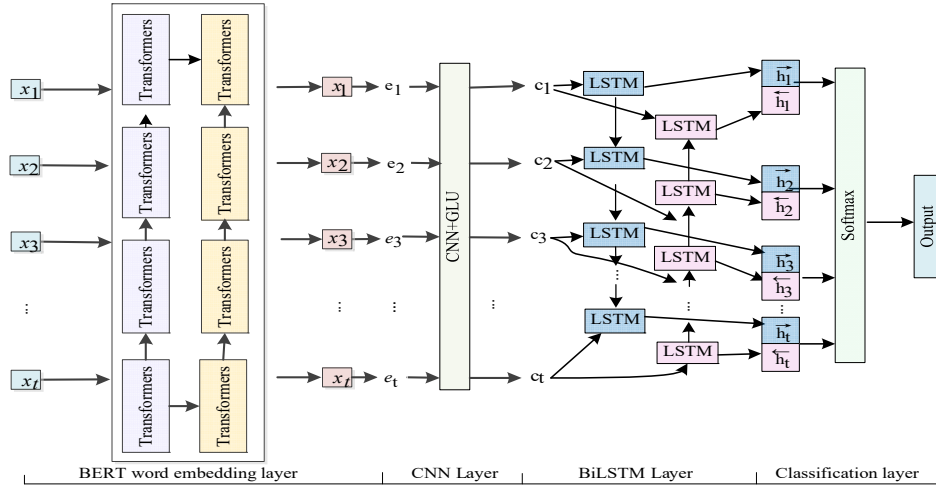 x1 Transformers Transformers x1 e1 c1 LSTM h1
LSTM h1
x2 Transformers Transformers x2 e2 c2 LSTM h2
LSTM h2
x3 Transformers Transformers x3 e3 CNN+GLU c3 LSTM h3 Softmax Output
LSTM h3
... ... ... ... ... ... ...
LSTM ht
xt Transformers Transformers xt et ct LSTM ht
BERT word embedding layer CNN Layer BiLSTM Layer Classification layer